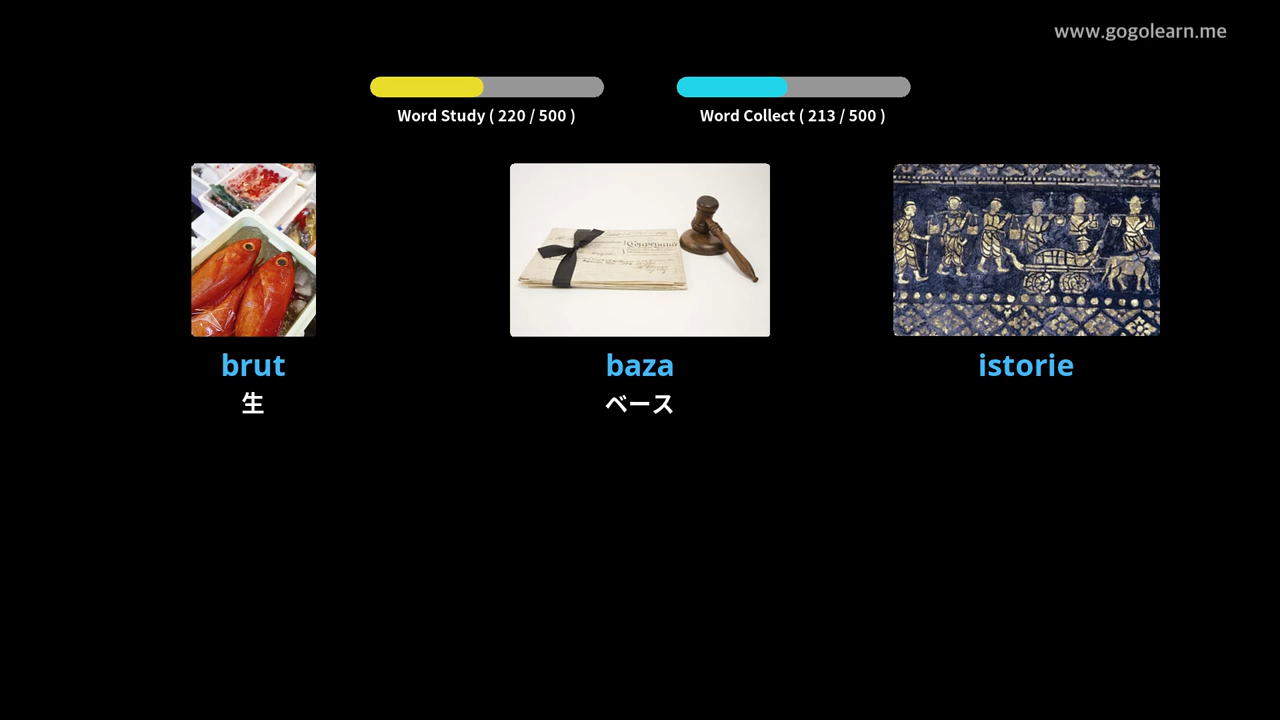 www.gogolearn.me
Word Study ( 220 / 500 )
Word Collect ( 213 / 500 )
brut
baza
istorie
生
ベース